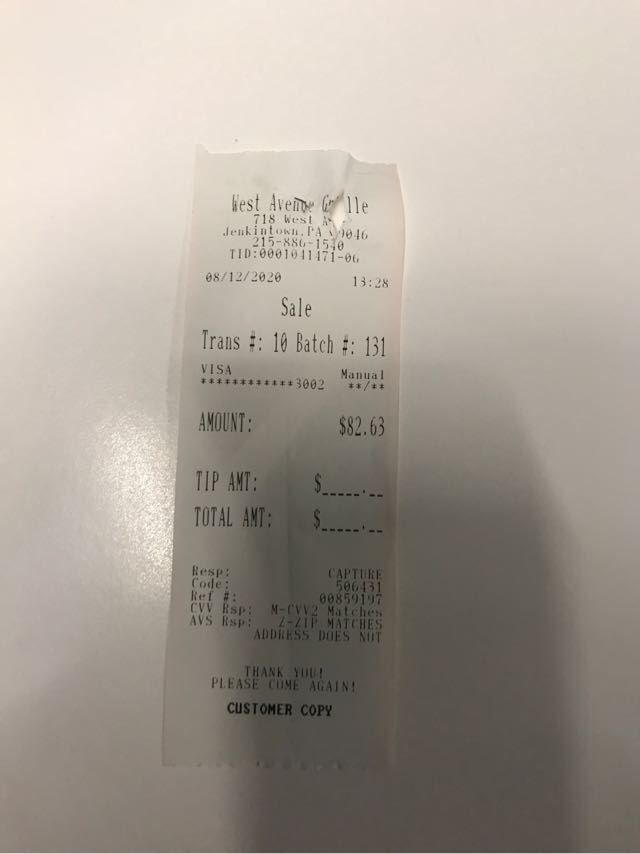 West Avenue Grille
718 West
Jenkintown, PA 19046
215-886-1540
TID:0001041471-06
08/12/2020 13:28
Sale
Trans #: 10 Batch #: 131
VISA Manual
************3002 **/**
AMOUNT: $82.63
TIP AMT: $_____.__
TOTAL AMT: $_____.__
Resp: CAPTURE
Code: 506431
Ref #: 00859197
CVV Rsp: M-CVV2 Matches
AVS Rsp: Z-ZIP MATCHES
ADDRESS DOES NOT
THANK YOU!
PLEASE COME AGAIN!
CUSTOMER COPY